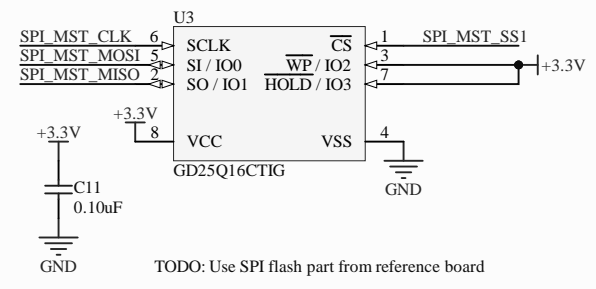 U3
SPI_MST_CLK 6 SCLK CS 1 SPI_MST_SS1
SPI_MST_MOSI 5 SI / IO0 WP / IO2 3 +3.3V
SPI_MST_MISO 2 SO / IO1 HOLD / IO3 7
+3.3V 8 VCC VSS 4
GD25Q16CTIG
GND
+3.3V
C11
0.10uF
GND
TODO: Use SPI flash part from reference board